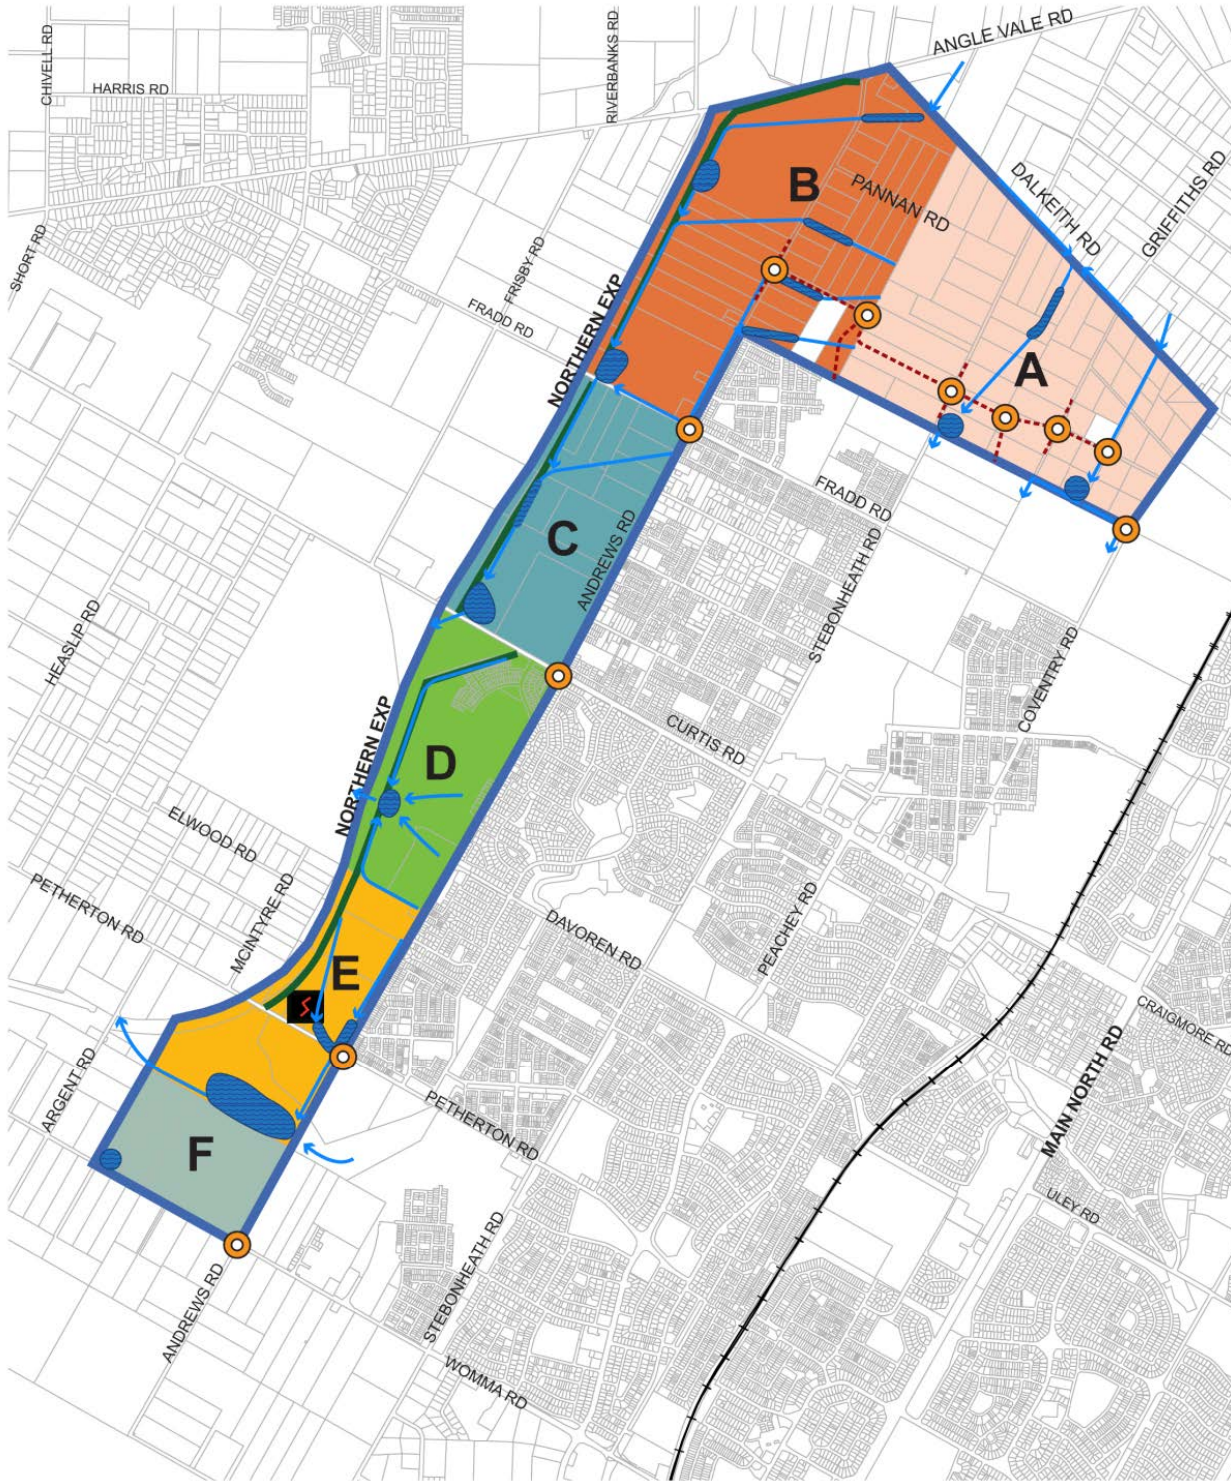 ANGLE VALE RD
CHIVELL RD
HARRIS RD
RIVERBANKS RD
B
PANNAN RD
DALKEITH RD
GRIFFITHS RD
SHORT RD
FRISBY RD
FRADD RD
NORTHERN EXP
A
FRADD RD
C
ANDREWS RD
STEBONHEATH RD
HEASLIP RD
COVENTRY RD
CURTIS RD
NORTHERN EXP
D
ELWOOD RD
PETHERTON RD
MCINTYRE RD
DAVOREN RD
PEACHEY RD
E
CRAIGMORE RD
MAIN NORTH RD
ARGENT RD
PETHERTON RD
F
ULEY RD
STEBONHEATH RD
ANDREWS RD
WOMMA RD